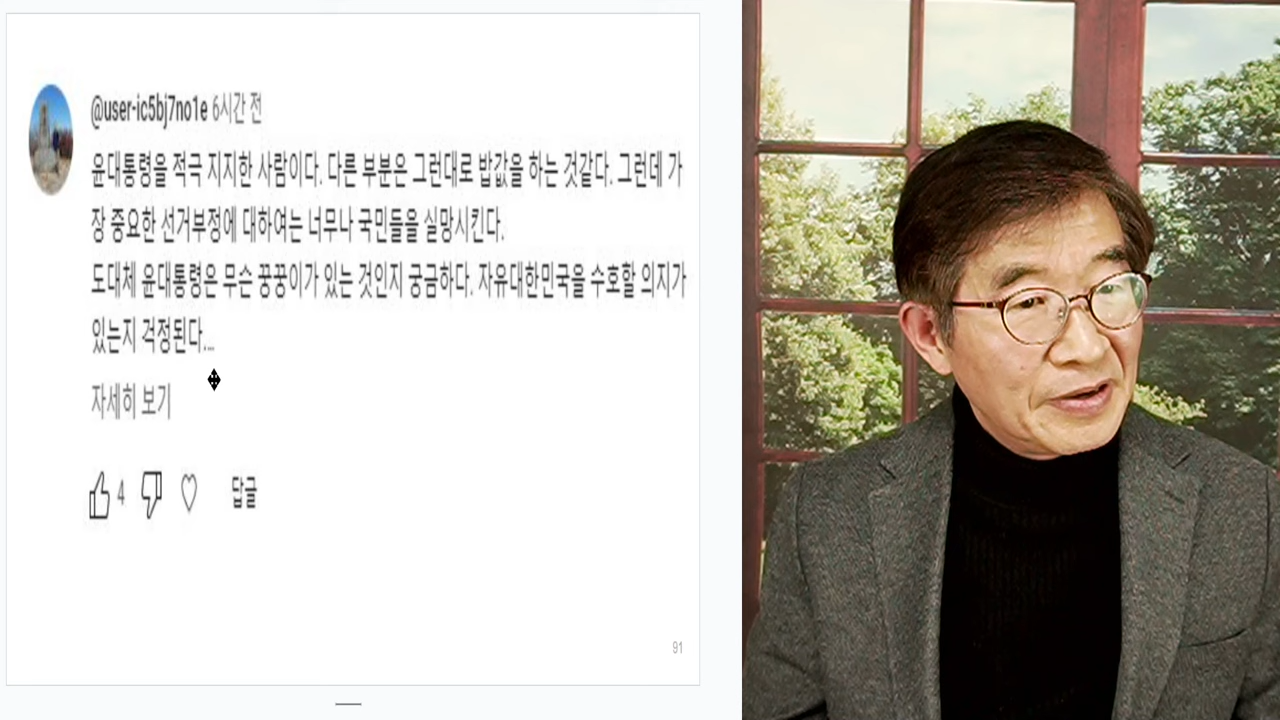 @user-ic5bj7no1e 6시간 전
윤대통령을 적극 지지한 사람이다. 다른 부분은 그런대로 밥값을 하는 것같다. 그런데 가
장 중요한 선거부정에 대하여는 너무나 국민들을 실망시킨다.
도대체 윤대통령은 무슨 꿍꿍이가 있는 것인지 궁금하다. 자유대한민국을 수호할 의지가
있는지 걱정된다...
자세히 보기
4 답글
91